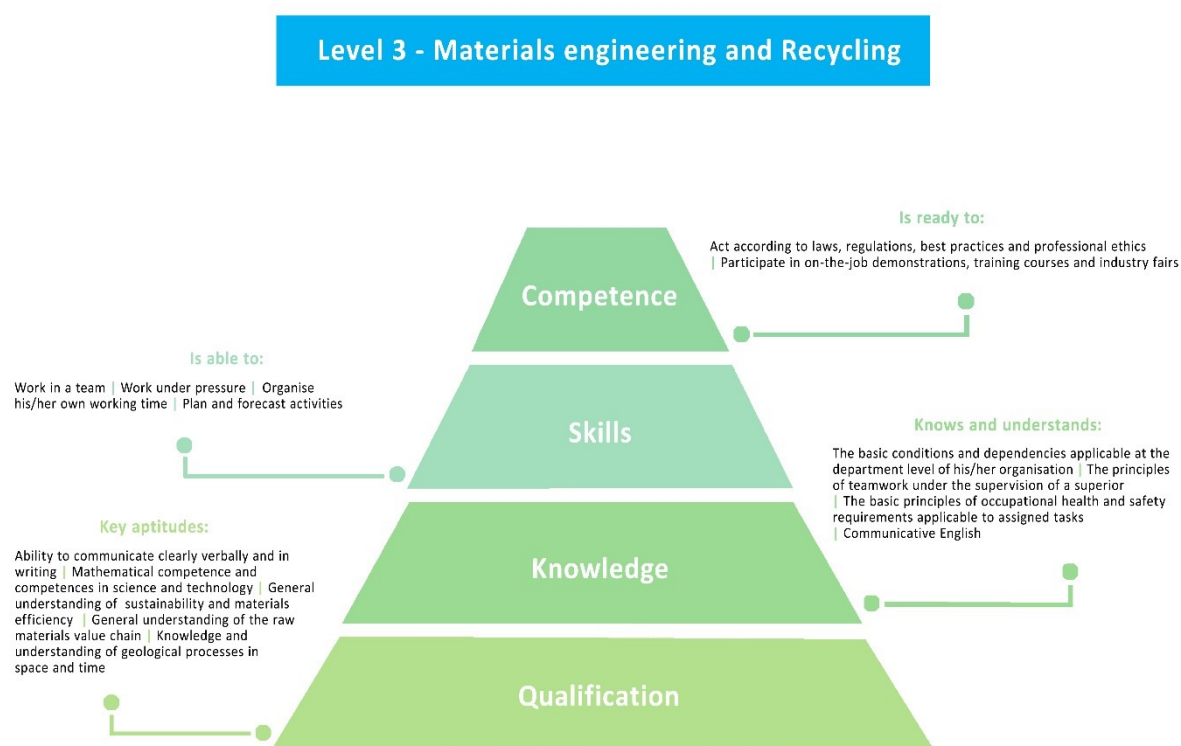 Level 3 - Materials engineering and Recycling
Is ready to:
Act according to laws, regulations, best practices and professional ethics
| Participate in on-the-job demonstrations, training courses and industry fairs
Competence
Is able to:
Work in a team | Work under pressure | Organise
his/her own working time | Plan and forecast activities
Skills
Knows and understands:
The basic conditions and dependencies applicable at the
department level of his/her organisation | The principles
of teamwork under the supervision of a superior
| The basic principles of occupational health and safety
requirements applicable to assigned tasks
| Communicative English
Knowledge
Key aptitudes:
Ability to communicate clearly verbally and in
writing | Mathematical competence and
competences in science and technology | General
understanding of sustainability and materials
efficiency | General understanding of the raw
materials value chain | Knowledge and
understanding of geological processes in
space and time
Qualification